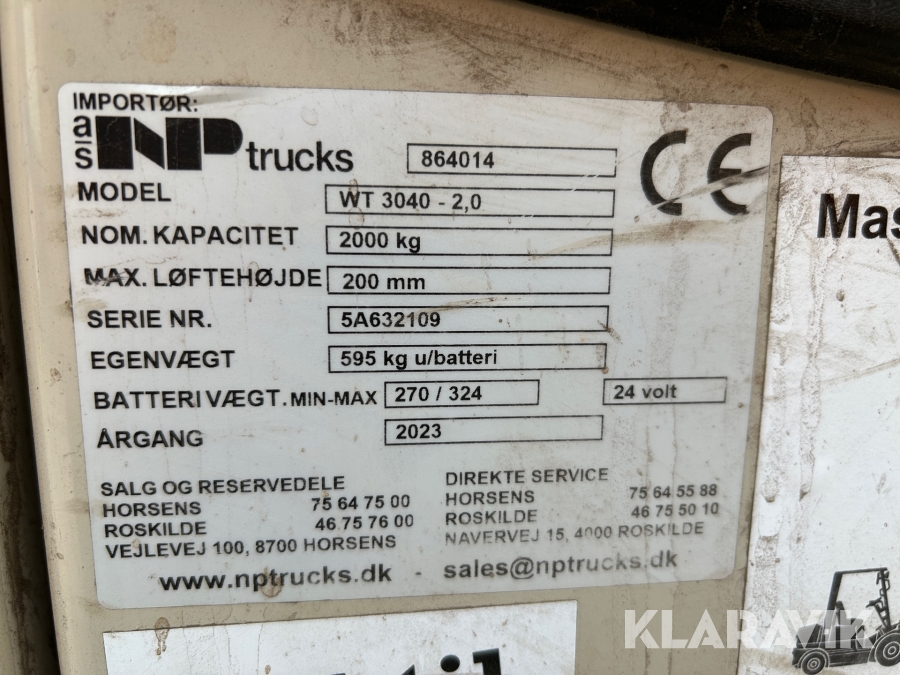 IMPORTØR:
a/s NP trucks 864014 CE
MODEL WT 3040 - 2,0
NOM. KAPACITET 2000 kg
MAX. LØFTEHØJDE 200 mm
SERIE NR. 5A632109
EGENVÆGT 595 kg u/batteri
BATTERIVÆGT. MIN-MAX 270 / 324 24 volt
ÅRGANG 2023
SALG OG RESERVEDELE
HORSENS 75 64 75 00
ROSKILDE 46 75 76 00
VEJLEVEJ 100, 8700 HORSENS
DIREKTE SERVICE
HORSENS 75 64 55 88
ROSKILDE 46 75 50 10
NAVERVEJ 15, 4000 ROSKILDE
www.nptrucks.dk - sales@nptrucks.dk
Mas
KLARAVIK